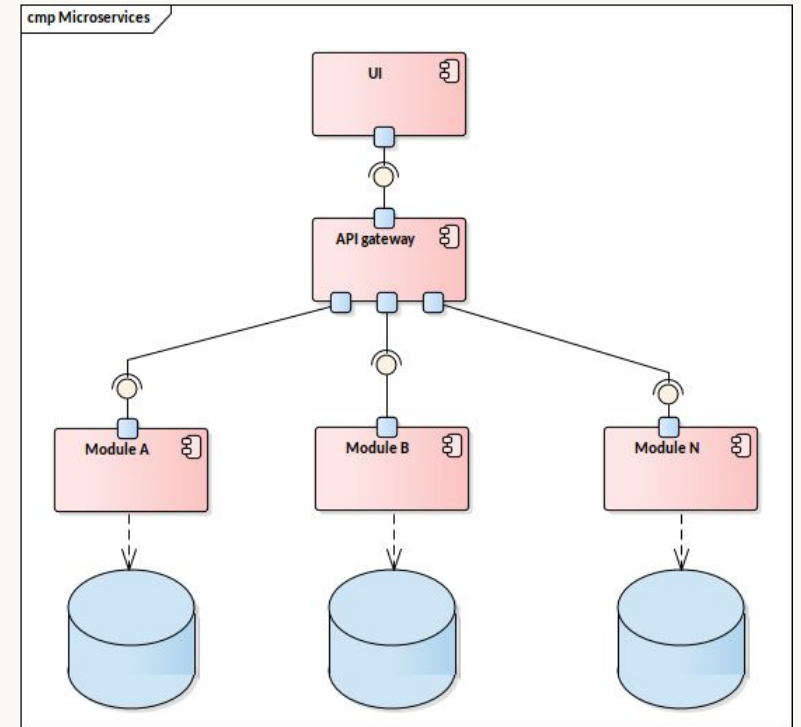 cmp Microservices
UI
API gateway
Module A
Module B
Module N